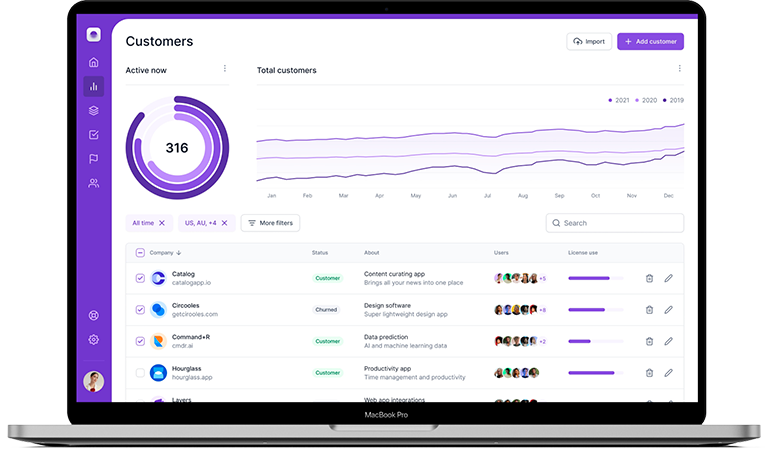 Customers
Import
Add customer
Active now
316
Total customers
2021
2020
2019
Jan
Feb
Mar
Apr
May
Jun
Jul
Aug
Sep
Oct
Nov
Dec
All time
US, AU, +4
More filters
Search
Company
Status
About
Users
License use
Catalog
catalogapp.io
Customer
Content curating app
Brings all your news into one place
+5
Circooles
getcirooles.com
Churned
Design software
Super lightweight design app
+8
Command+R
cmdr.ai
Customer
Data prediction
AI and machine learning data
+2
Hourglass
hourglass.app
Customer
Productivity app
Time management and productivity
Layers
Web app integrations
MacBook Pro